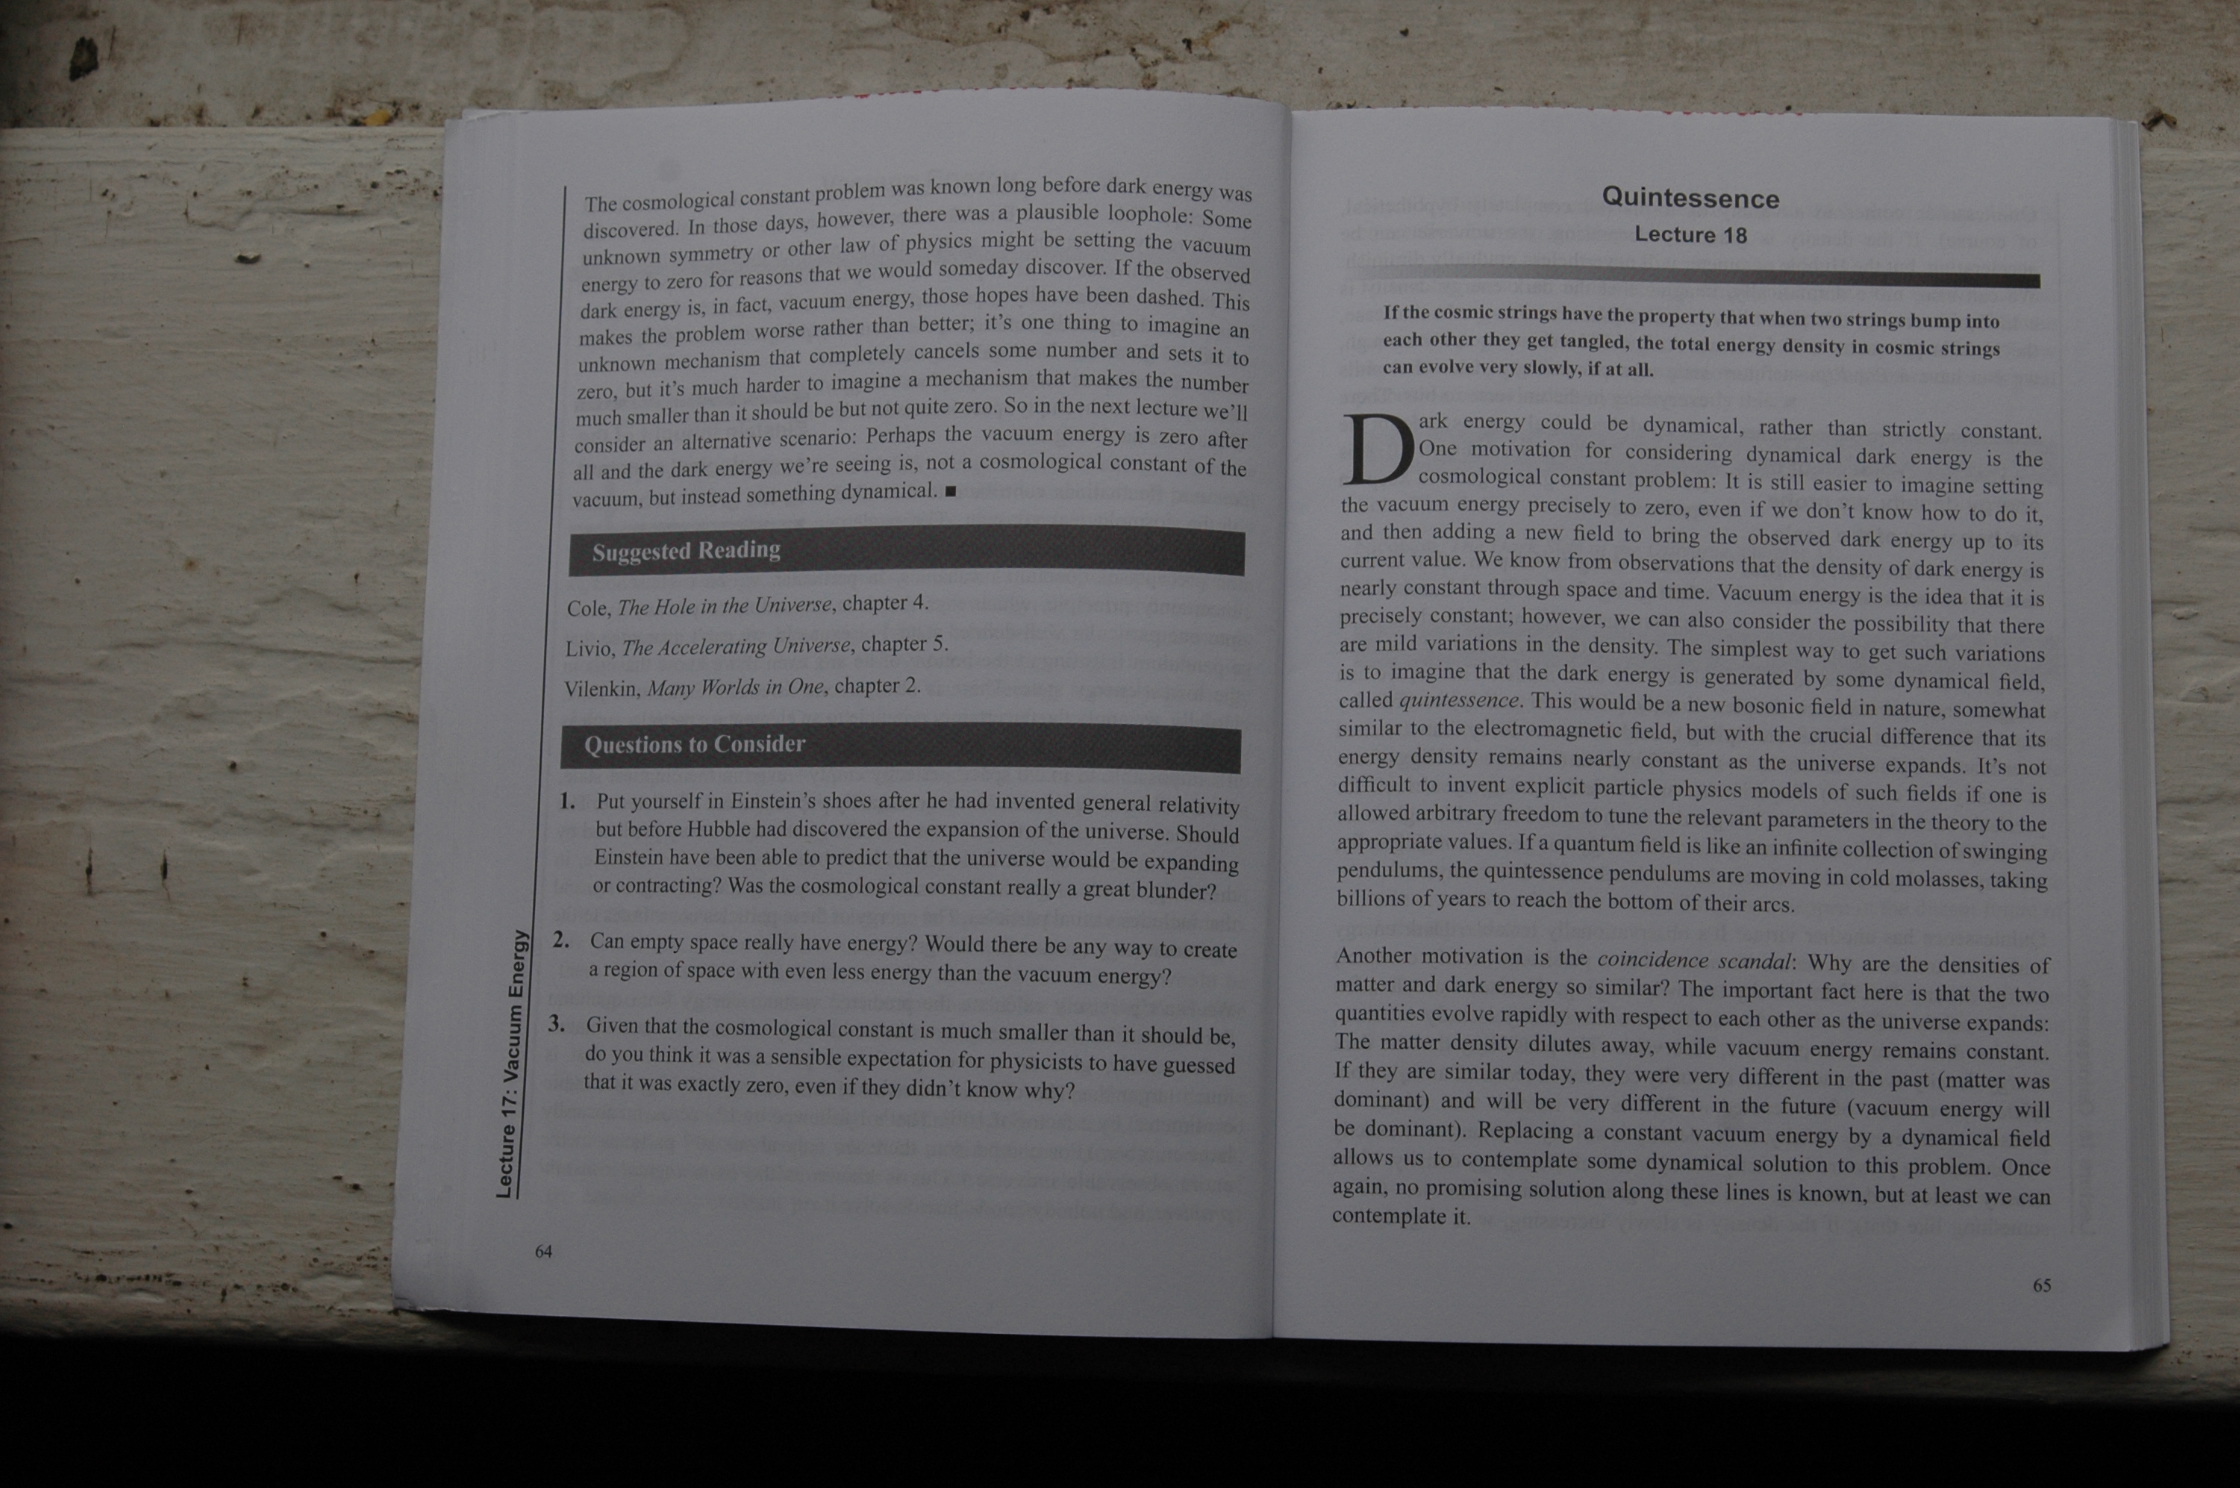 The cosmological constant problem was known long before dark energy was
discovered. In those days, however, there was a plausible loophole: Some
unknown symmetry or other law of physics might be setting the vacuum
energy to zero for reasons that we would someday discover. If the observed
dark energy is, in fact, vacuum energy, those hopes have been dashed. This
makes the problem worse rather than better; it's one thing to imagine an
unknown mechanism that completely cancels some number and sets it to
zero, but it's much harder to imagine a mechanism that makes the number
much smaller than it should be but not quite zero. So in the next lecture we'll
consider an alternative scenario: Perhaps the vacuum energy is zero after
all and the dark energy we're seeing is, not a cosmological constant of the
vacuum, but instead something dynamical. ■
Suggested Reading
Cole, The Hole in the Universe, chapter 4.
Livio, The Accelerating Universe, chapter 5.
Vilenkin, Many Worlds in One, chapter 2.
Questions to Consider
1. Put yourself in Einstein's shoes after he had invented general relativity
but before Hubble had discovered the expansion of the universe. Should
Einstein have been able to predict that the universe would be expanding
or contracting? Was the cosmological constant really a great blunder?
2. Can empty space really have energy? Would there be any way to create
a region of space with even less energy than the vacuum energy?
3. Given that the cosmological constant is much smaller than it should be,
do you think it was a sensible expectation for physicists to have guessed
that it was exactly zero, even if they didn't know why?
Lecture 17: Vacuum Energy
64
Quintessence
Lecture 18
If the cosmic strings have the property that when two strings bump into
each other they get tangled, the total energy density in cosmic strings
can evolve very slowly, if at all.
Dark energy could be dynamical, rather than strictly constant.
One motivation for considering dynamical dark energy is the
cosmological constant problem: It is still easier to imagine setting
the vacuum energy precisely to zero, even if we don't know how to do it,
and then adding a new field to bring the observed dark energy up to its
current value. We know from observations that the density of dark energy is
nearly constant through space and time. Vacuum energy is the idea that it is
precisely constant; however, we can also consider the possibility that there
are mild variations in the density. The simplest way to get such variations
is to imagine that the dark energy is generated by some dynamical field,
called quintessence. This would be a new bosonic field in nature, somewhat
similar to the electromagnetic field, but with the crucial difference that its
energy density remains nearly constant as the universe expands. It's not
difficult to invent explicit particle physics models of such fields if one is
allowed arbitrary freedom to tune the relevant parameters in the theory to the
appropriate values. If a quantum field is like an infinite collection of swinging
pendulums, the quintessence pendulums are moving in cold molasses, taking
billions of years to reach the bottom of their arcs.
Another motivation is the coincidence scandal: Why are the densities of
matter and dark energy so similar? The important fact here is that the two
quantities evolve rapidly with respect to each other as the universe expands:
The matter density dilutes away, while vacuum energy remains constant.
If they are similar today, they were very different in the past (matter was
dominant) and will be very different in the future (vacuum energy will
be dominant). Replacing a constant vacuum energy by a dynamical field
allows us to contemplate some dynamical solution to this problem. Once
again, no promising solution along these lines is known, but at least we can
contemplate it.
65